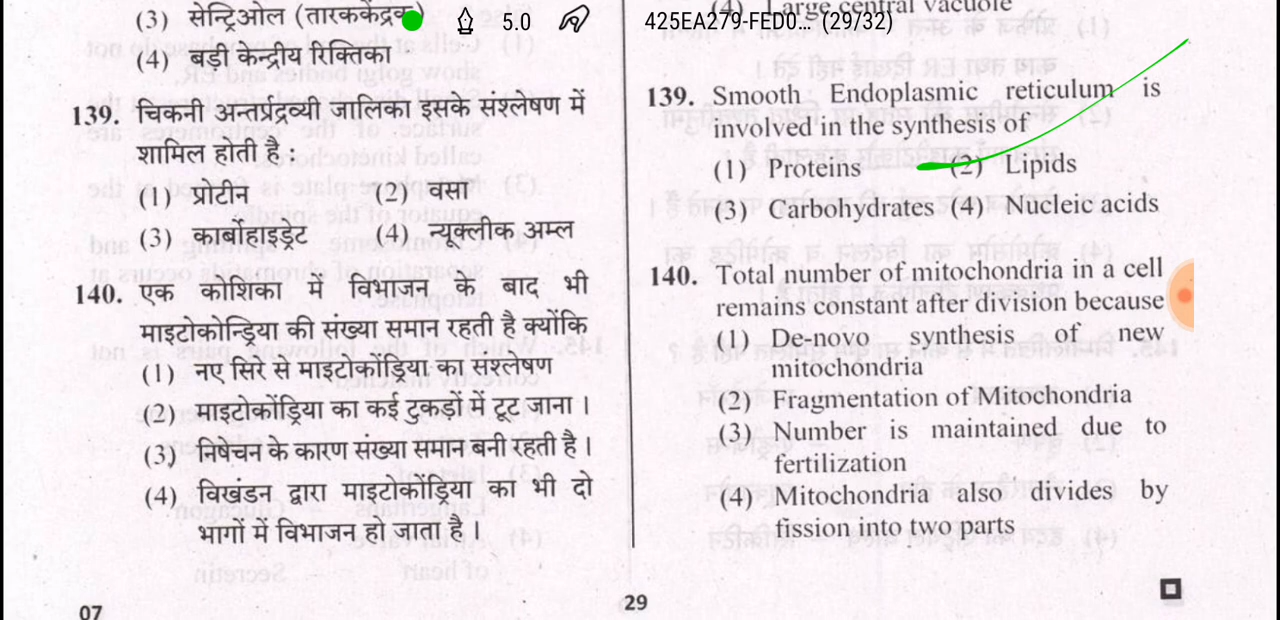 (3) सेन्ट्रिओल (तारककेंद्रक)
5.0
(4) बड़ी केन्द्रीय रिक्तिका
139. चिकनी अन्तर्प्रद्रव्यी जालिका इसके संश्लेषण में
शामिल होती है :
(1) प्रोटीन (2) वसा
(3) कार्बोहाइड्रेट (4) न्यूक्लीक अम्ल
140. एक कोशिका में विभाजन के बाद भी
माइटोकोन्ड्रिया की संख्या समान रहती है क्योंकि
(1) नए सिरे से माइटोकोंड्रिया का संश्लेषण
(2) माइटोकोंड्रिया का कई टुकड़ों में टूट जाना ।
(3) निषेचन के कारण संख्या समान बनी रहती है ।
(4) विखंडन द्वारा माइटोकोंड्रिया का भी दो
भागों में विभाजन हो जाता है ।
07
(4) Large central vacuole
425EA279-FED0... (29/32)
139. Smooth Endoplasmic reticulum is
involved in the synthesis of
(1) Proteins (2) Lipids
(3) Carbohydrates (4) Nucleic acids
140. Total number of mitochondria in a cell
remains constant after division because
(1) De-novo synthesis of new
mitochondria
(2) Fragmentation of Mitochondria
(3) Number is maintained due to
fertilization
(4) Mitochondria also divides by
fission into two parts
29